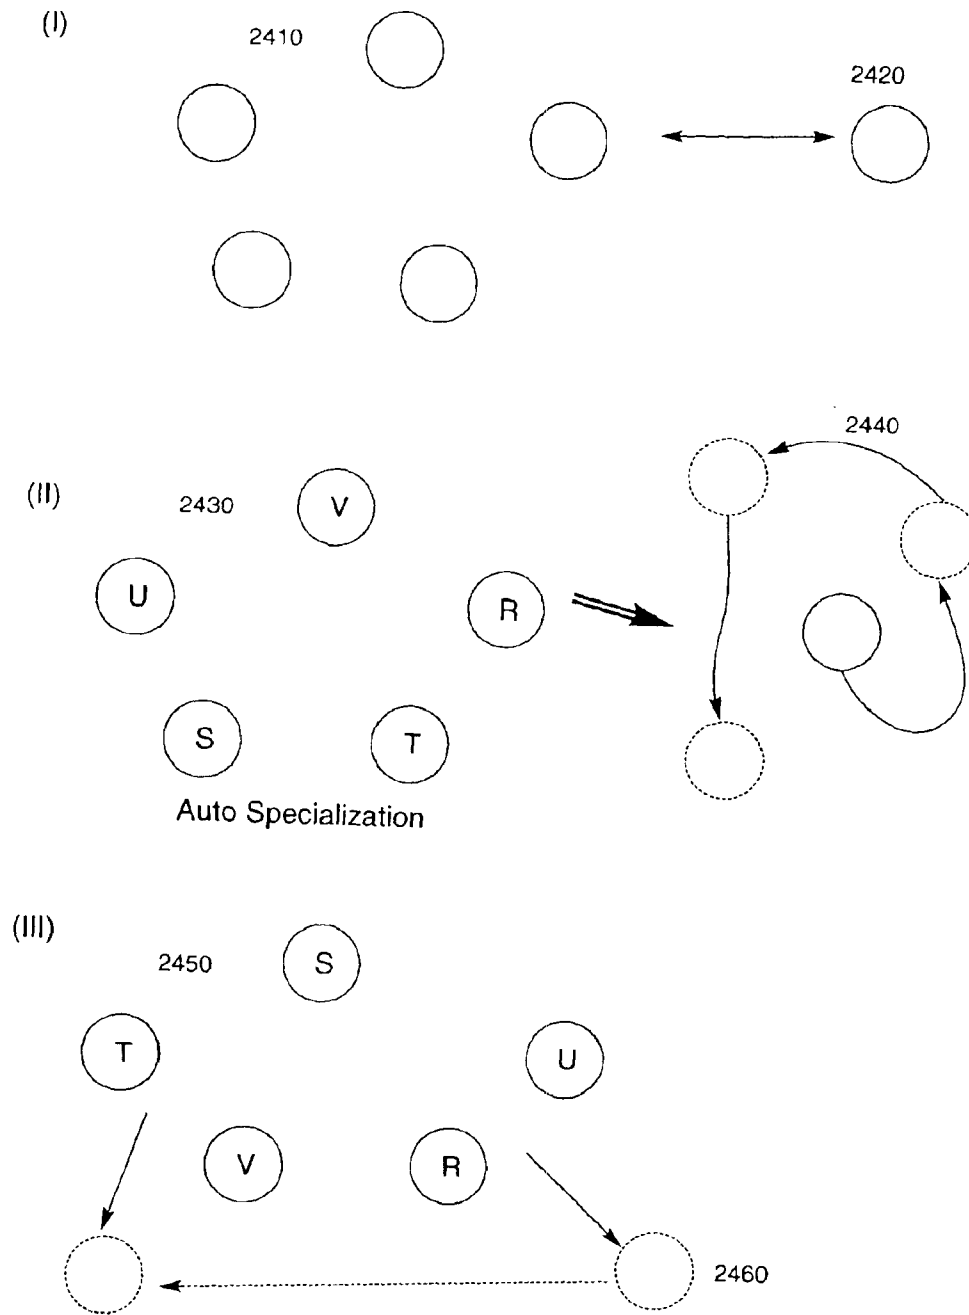 (I)
2410
2420
2440
(II)
2430
V
U
R
S
T
Auto Specialization
(III)
2450
S
T
U
V
R
2460